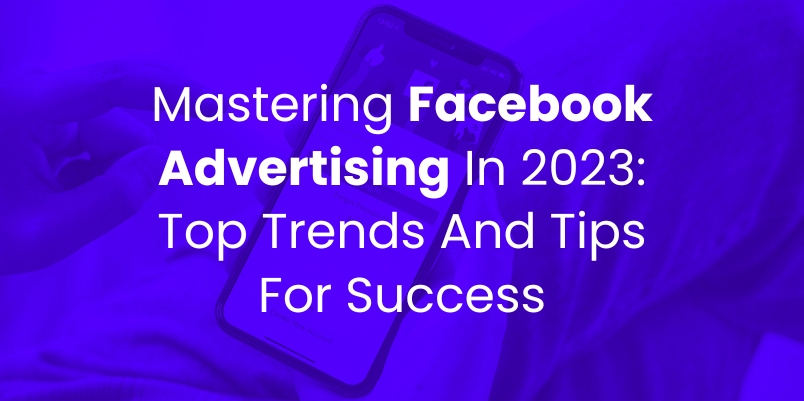 Mastering Facebook
Advertising In 2023:
Top Trends And Tips
For Success